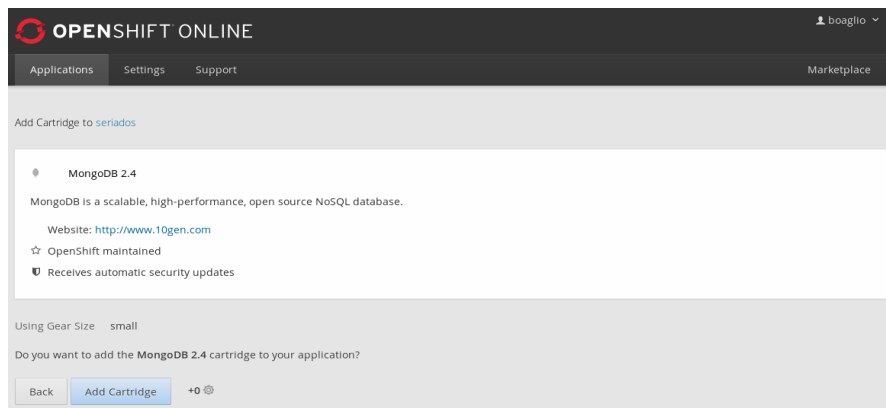 OPENSHIFT ONLINE
boaglio
Applications Settings Support Marketplace
Add Cartridge to seriados
MongoDB 2.4
MongoDB is a scalable, high-performance, open source NoSQL database.
Website: http://www.10gen.com
OpenShift maintained
Receives automatic security updates
Using Gear Size small
Do you want to add the MongoDB 2.4 cartridge to your application?
Back Add Cartridge +0